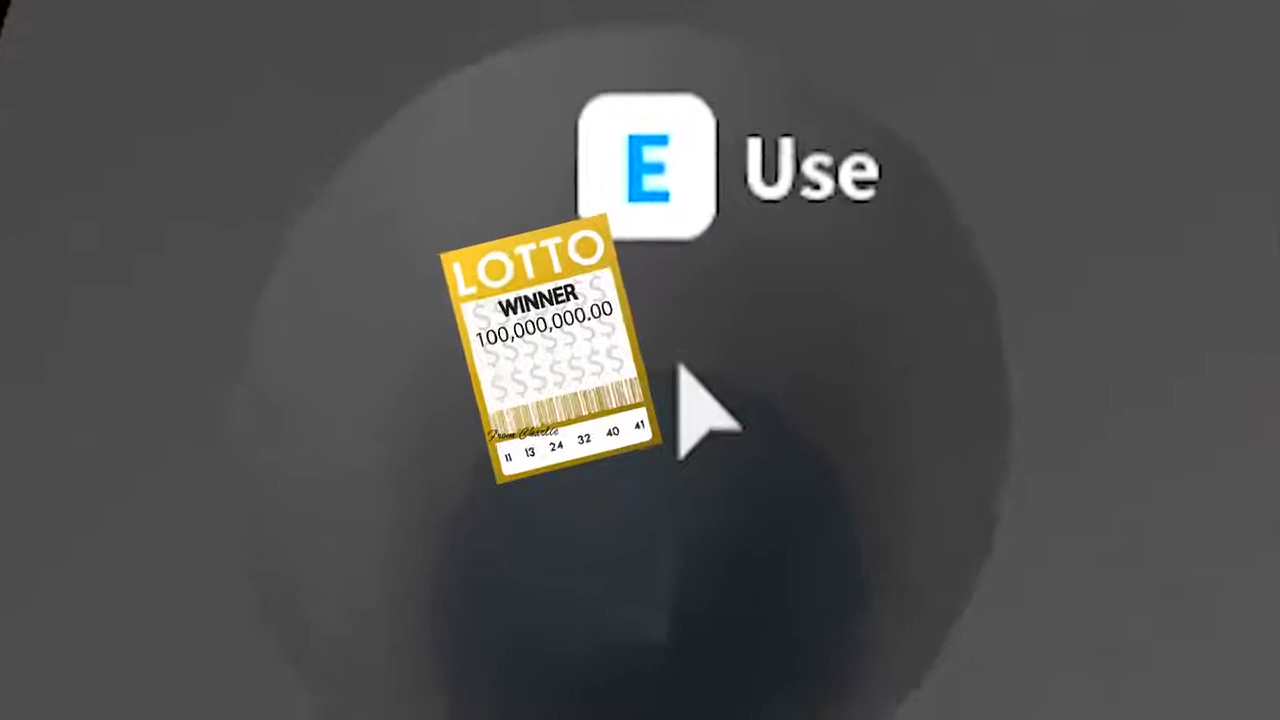 E Use
LOTTO
WINNER
100,000,000.00
From Charlie
11 13 24 32 40 41